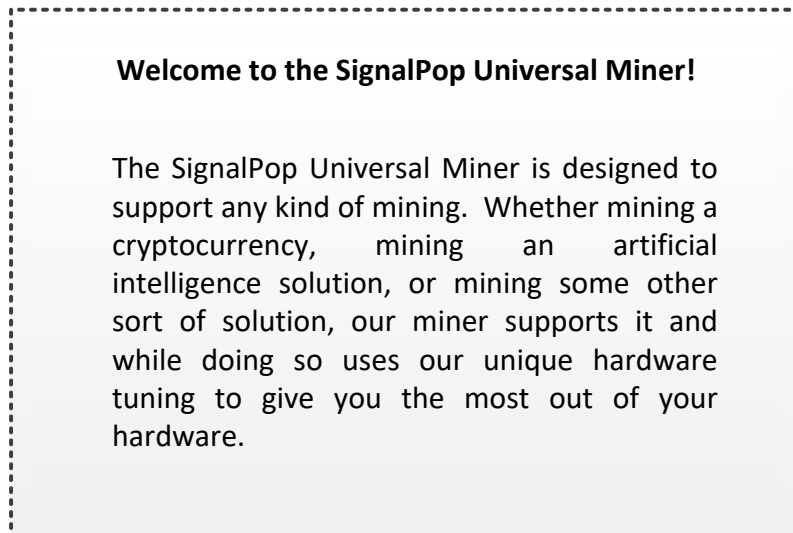 Welcome to the SignalPop Universal Miner!
The SignalPop Universal Miner is designed to
support any kind of mining.  Whether mining a
cryptocurrency, mining an artificial
intelligence solution, or mining some other
sort of solution, our miner supports it and
while doing so uses our unique hardware
tuning to give you the most out of your
hardware.